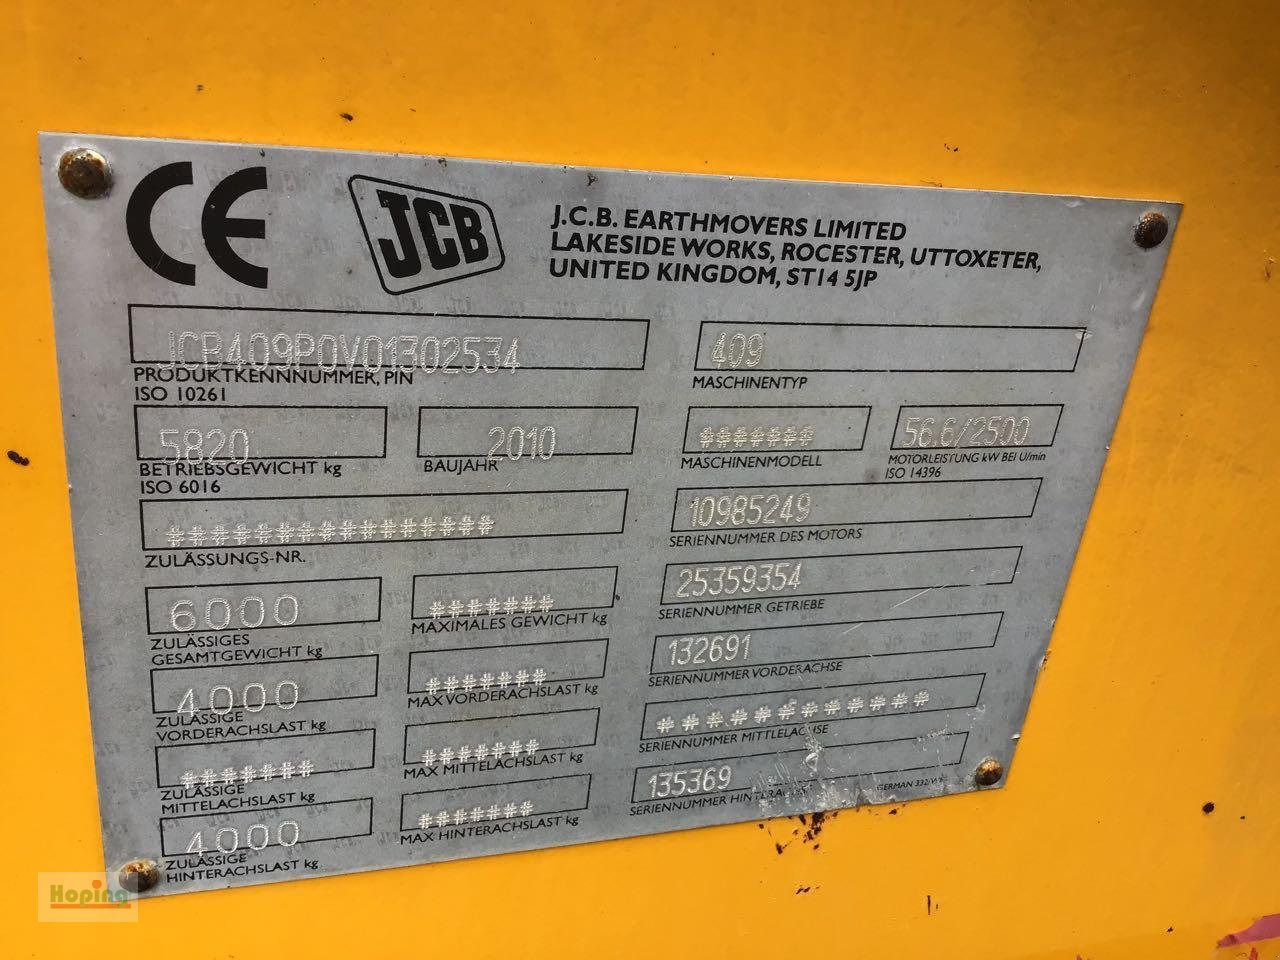 CE
JCB
J.C.B. EARTHMOVERS LIMITED
LAKESIDE WORKS, ROCESTER, UTTOXETER,
UNITED KINGDOM, ST14 5JP
JCB409P0V01302534
PRODUKTKENNNUMMER, PIN
ISO 10261
409
MASCHINENTYP
5820
BETRIEBSGEWICHT kg
ISO 6016
2010
BAUJAHR
#######
MASCHINENMODELL
56.6/2500
MOTORLEISTUNG kW BEI U/min
ISO 14396
###############
ZULÄSSUNGS-NR.
10985249
SERIENNUMMER DES MOTORS
6000
ZULÄSSIGES
GESAMTGEWICHT kg
#######
MAXIMALES GEWICHT kg
25359354
SERIENNUMMER GETRIEBE
4000
ZULÄSSIGE
VORDERACHSLAST kg
#######
MAX VORDERACHSLAST kg
132691
SERIENNUMMER VORDERACHSE
#######
ZULÄSSIGE
MITTELACHSLAST kg
#######
MAX MITTELACHSLAST kg
************
SERIENNUMMER MITTLELACHSE
4000
ZULÄSSIGE
HINTERACHSLAST kg
#######
MAX HINTERACHSLAST kg
135369
SERIENNUMMER
GERMAN
Hoping